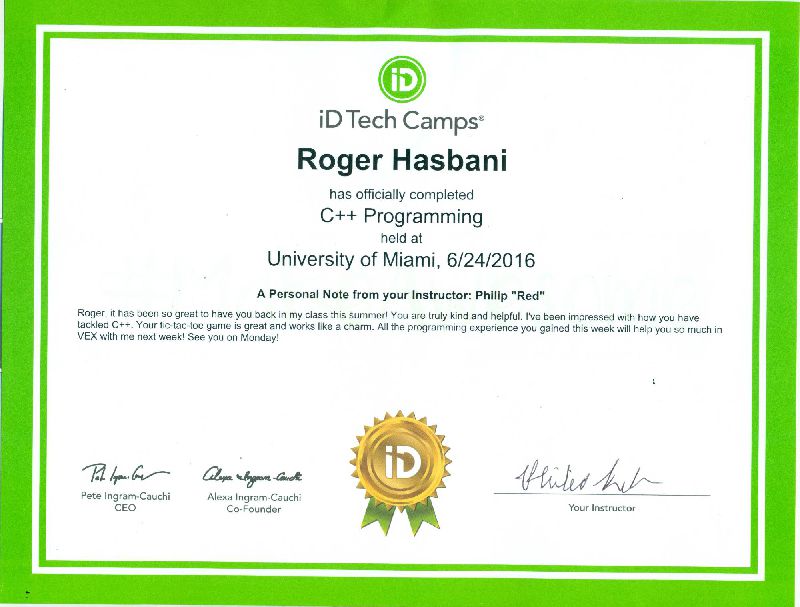 iD
iD Tech Camps®
Roger Hasbani
has officially completed
C++ Programming
held at
University of Miami, 6/24/2016
A Personal Note from your Instructor: Philip "Red"
Roger, it has been so great to have you back in my class this summer! You are truly kind and helpful. I've been impressed with how you have
tackled C++. Your tic-tac-toe game is great and works like a charm. All the programming experience you gained this week will help you so much in
VEX with me next week! See you on Monday!
iD
Pete Ingram-Cauchi
CEO
Alexa Ingram-Cauchi
Co-Founder
Your Instructor